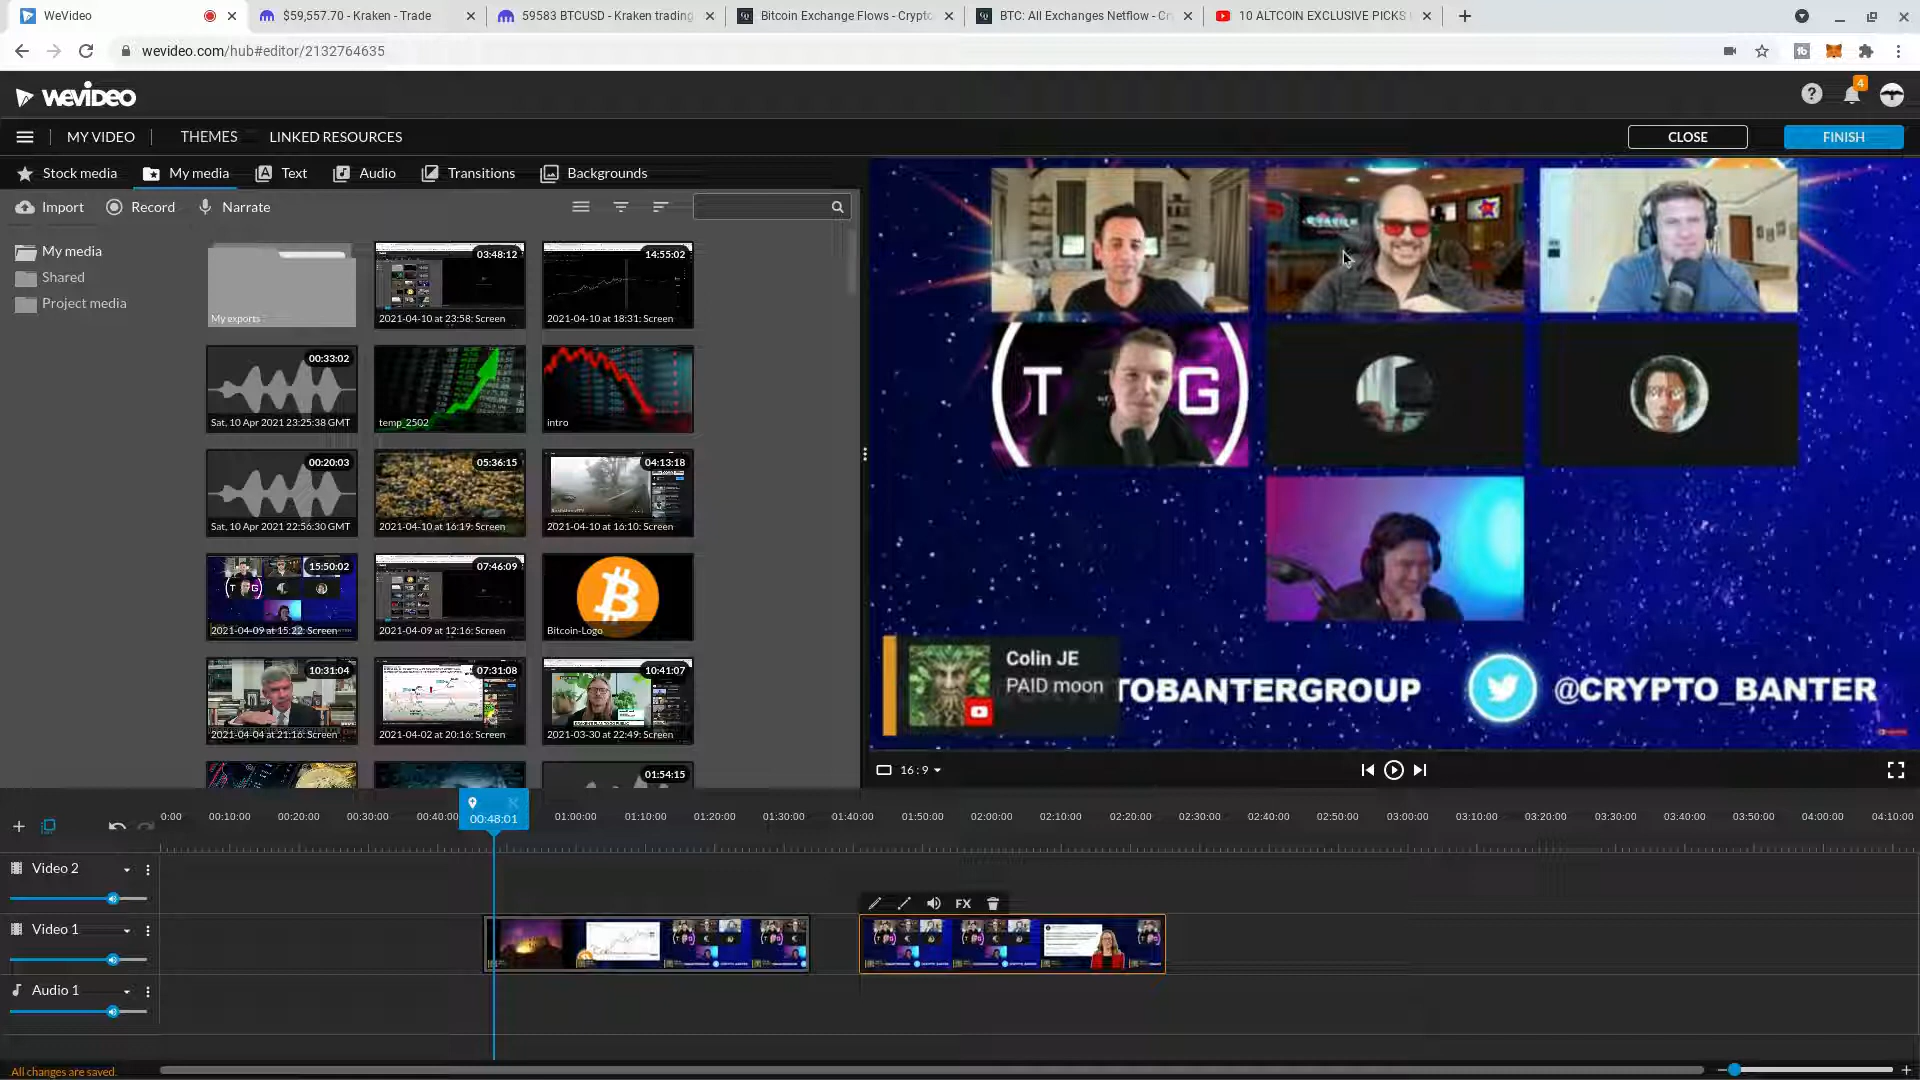 WeVideo
$59,557.70 - Kraken - Trade
59583 BTCUSD - Kraken trading
Bitcoin Exchange Flows - Crypto
BTC: All Exchanges Netflow - Cr
10 ALTCOIN EXCLUSIVE PICKS
wevideo.com/hub#editor/2132764635
WEVIDEO
4
MY VIDEO
THEMES
LINKED RESOURCES
CLOSE
FINISH
Stock media
My media
Text
Audio
Transitions
Backgrounds
Import
Record
Narrate
My media
Shared
Project media
My exports
03:48:12
2021-04-10 at 23:58: Screen
14:55:02
2021-04-10 at 18:31: Screen
00:33:02
Sat, 10 Apr 2021 23:25:38 GMT
temp_2502
intro
00:20:03
Sat, 10 Apr 2021 22:56:30 GMT
05:36:15
2021-04-10 at 16:19: Screen
04:13:18
2021-04-10 at 16:10: Screen
15:50:02
2021-04-09 at 15:22: Screen
07:46:09
2021-04-09 at 12:16: Screen
Bitcoin-Logo
10:31:04
2021-04-04 at 21:16: Screen
07:31:08
2021-04-02 at 20:16: Screen
10:41:07
2021-03-30 at 22:49: Screen
01:54:15
T G
Colin JE
PAID moon
TOBANTERGROUP
@CRYPTO_BANTER
16:9
00:48:01
0:00 00:10:00 00:20:00 00:30:00 00:40:00 01:00:00 01:10:00 01:20:00 01:30:00 01:40:00 01:50:00 02:00:00 02:10:00 02:20:00 02:30:00 02:40:00 02:50:00 03:00:00 03:10:00 03:20:00 03:30:00 03:40:00 03:50:00 04:00:00 04:10:00
Video 2
FX
Video 1
Audio 1
All changes are saved.